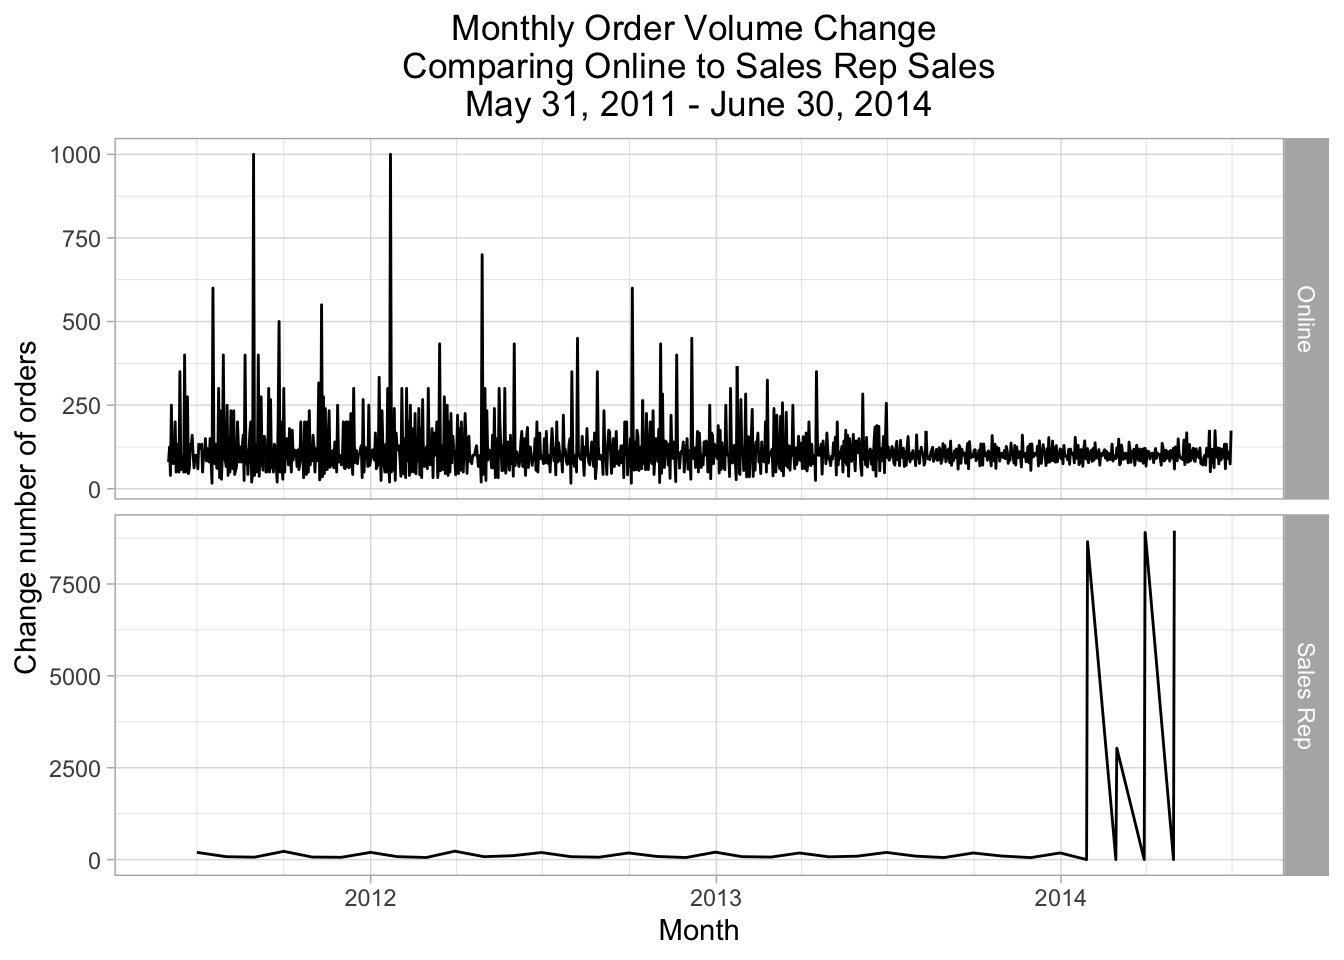 Monthly Order Volume Change
Comparing Online to Sales Rep Sales
May 31, 2011 - June 30, 2014
Change number of orders
1000
750
500
250
0
Online
7500
5000
2500
0
Sales Rep
2012
2013
2014
Month